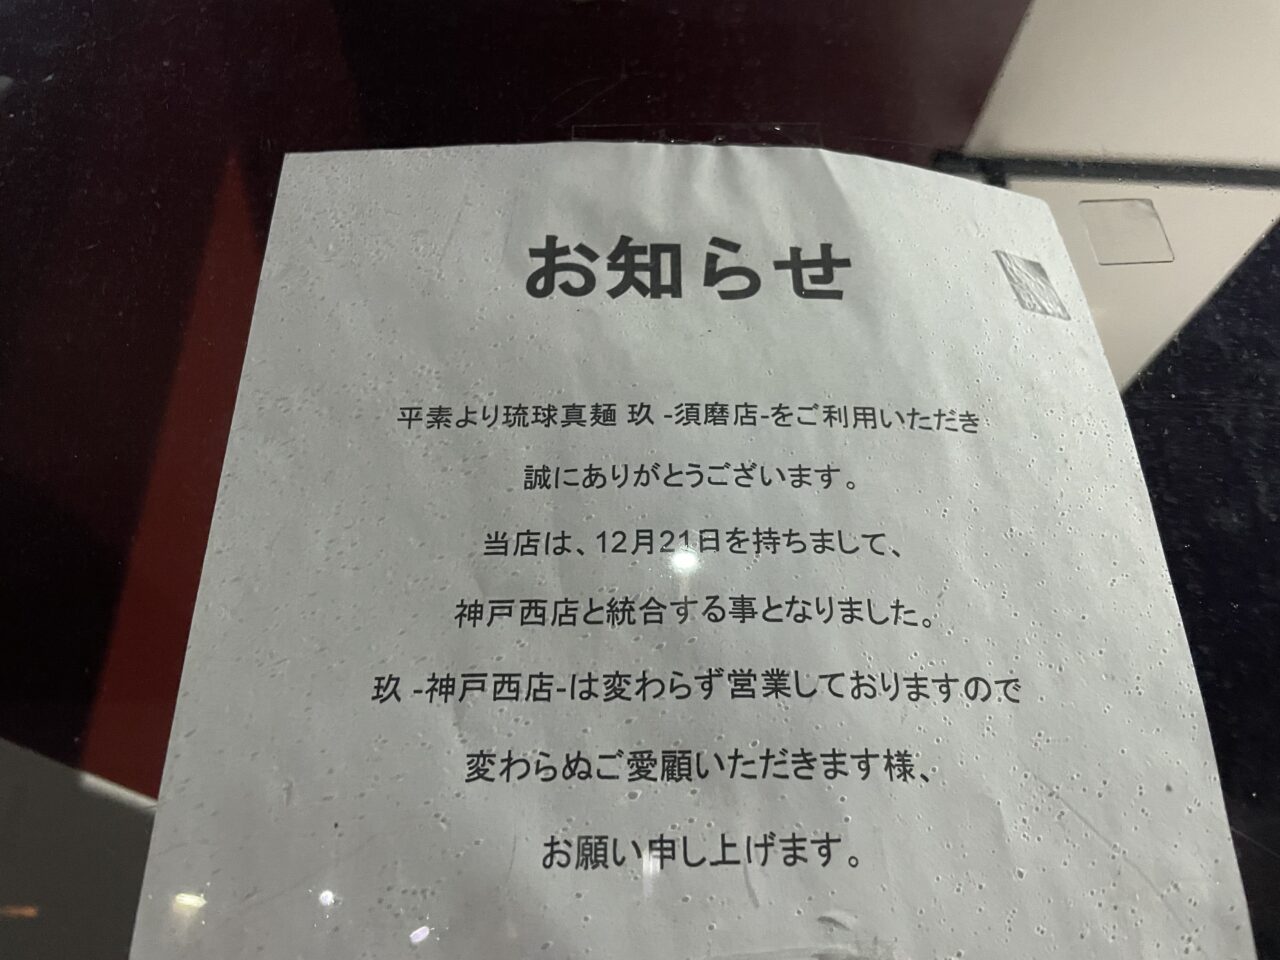 お知らせ
平素より琉球真麺 玖 -須磨店-をご利用いただき
誠にありがとうございます。
当店は、12月21日を持ちまして、
神戸西店と統合する事となりました。
玖 -神戸西店-は変わらず営業しておりますので
変わらぬご愛顧いただきます様、
お願い申し上げます。